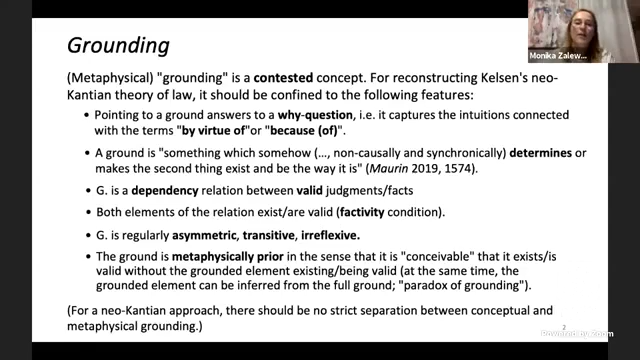 Grounding
Monika Zalew...
(Metaphysical) "grounding" is a contested concept. For reconstructing Kelsen's neo-
Kantian theory of law, it should be confined to the following features:
• Pointing to a ground answers to a why-question, i.e. it captures the intuitions connected
with the terms "by virtue of"or "because (of)".
• A ground is "something which somehow (…, non-causally and synchronically) determines or
makes the second thing exist and be the way it is" (Maurin 2019, 1574).
• G. is a dependency relation between valid judgments/facts
• Both elements of the relation exist/are valid (factivity condition).
• G. is regularly asymmetric, transitive, irreflexive.
• The ground is metaphysically prior in the sense that it is "conceivable" that it exists/is
valid without the grounded element existing/being valid (at the same time, the
grounded element can be inferred from the full ground; "paradox of grounding").
(For a neo-Kantian approach, there should be no strict separation between conceptual and
metaphysical grounding.)
2
Powered by Zoom